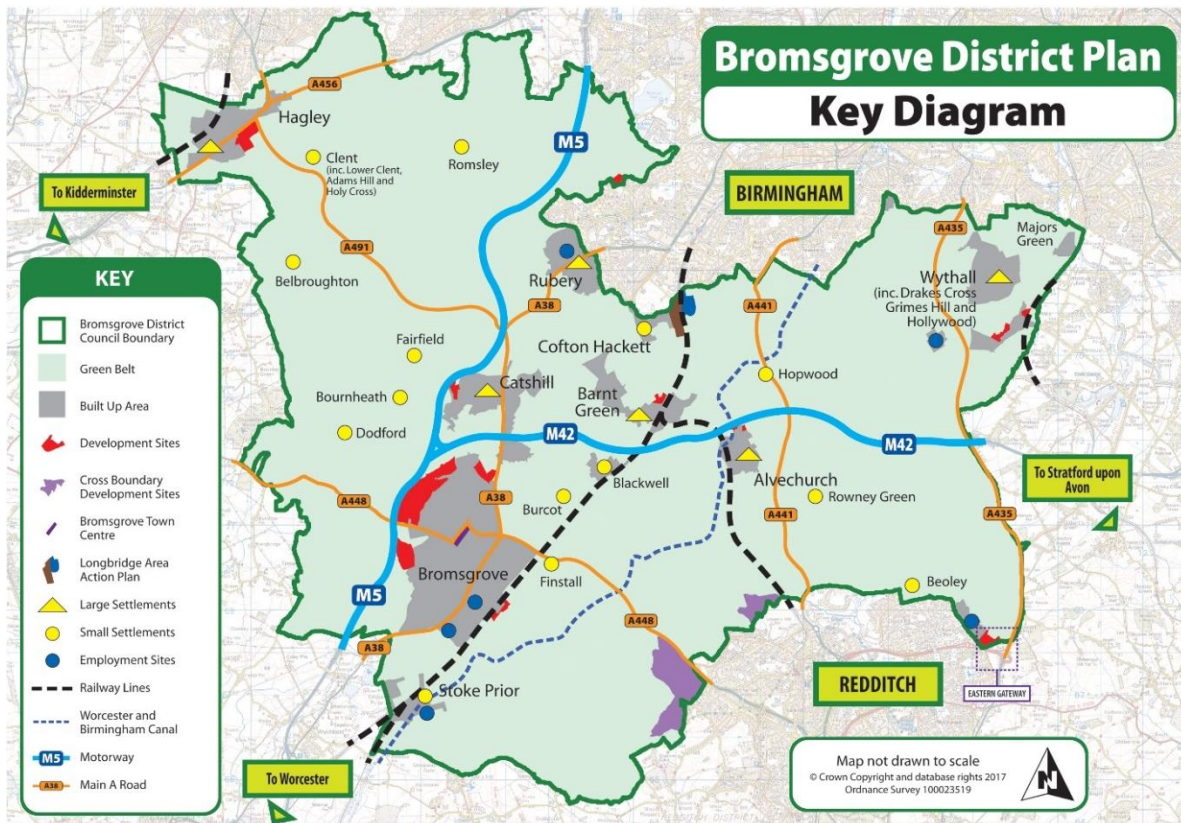 Bromsgrove District Plan
Key Diagram
A456
Hagley
Clent
(inc. Lower Clent,
Adams Hill and
Holy Cross)
Romsley
M5
To Kidderminster
BIRMINGHAM
A435
Majors
Green
A491
Rubery
Belbroughton
Wythall
(inc. Drakes Cross
Grimes Hill and
Hollywood)
A38
A441
Cofton Hackett
Fairfield
Hopwood
Catshill
Barnt
Green
Bournheath
Dodford
M42
M42
Alvechurch
Blackwell
To Stratford upon
Avon
A448
A38
Burcot
Rowney Green
A441
A435
Bromsgrove
Finstall
Beoley
M5
A448
A38
REDDITCH
EASTERN GATEWAY
Stoke Prior
To Worcester
KEY
Bromsgrove District
Council Boundary
Green Belt
Built Up Area
Development Sites
Cross Boundary
Development Sites
Bromsgrove Town
Centre
Longbridge Area
Action Plan
Large Settlements
Small Settlements
Employment Sites
Railway Lines
Worcester and
Birmingham Canal
M5 Motorway
A38 Main A Road
Map not drawn to scale
© Crown Copyright and database rights 2017
Ordnance Survey 100023519
N